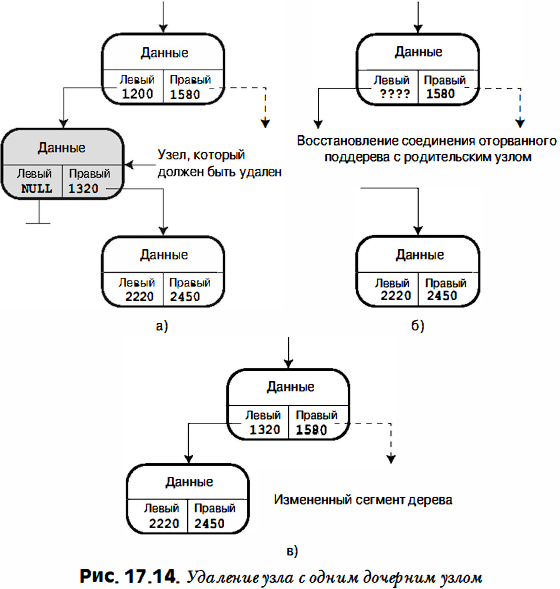 Данные
Левый Правый
1200 1580
Данные
Левый Правый
NULL 1320
Узел, который
должен быть удален
Данные
Левый Правый
2220 2450
а)
Данные
Левый Правый
???? 1580
Восстановление соединения оторванного
поддерева с родительским узлом
Данные
Левый Правый
2220 2450
б)
Данные
Левый Правый
1320 1580
Данные
Левый Правый
2220 2450
Измененный сегмент дерева
в)
Рис. 17.14. Удаление узла с одним дочерним узлом